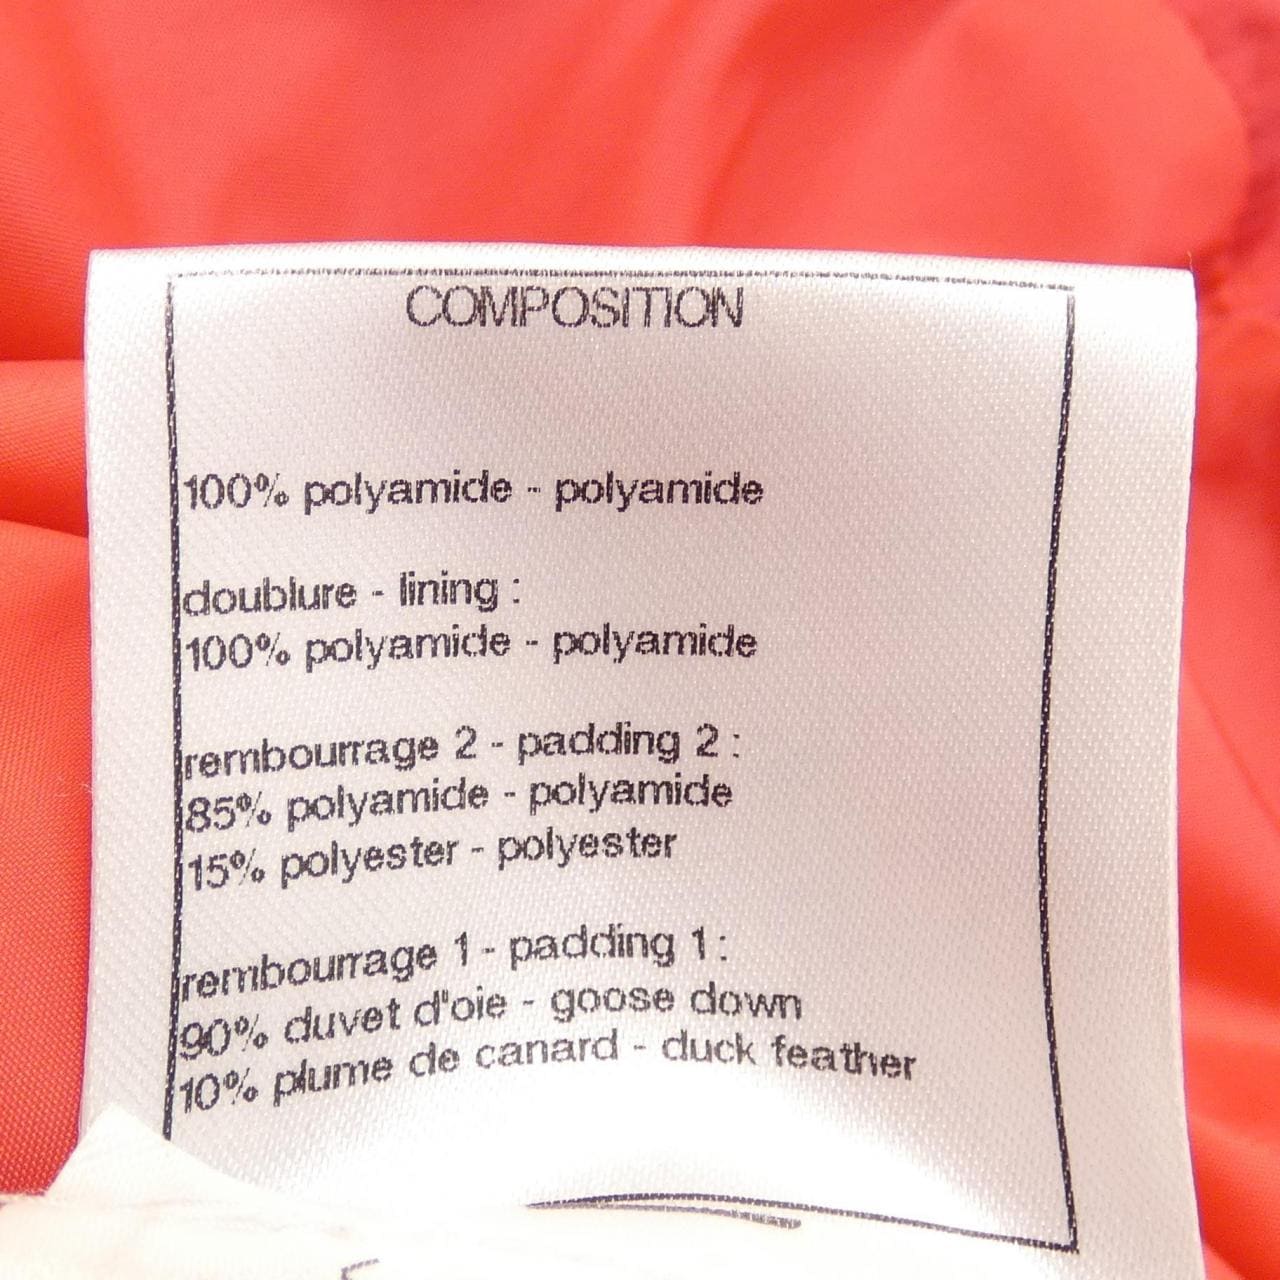 COMPOSITION
100% polyamide - polyamide
doublure - lining :
100% polyamide - polyamide
rembourrage 2 - padding 2 :
85% polyamide - polyamide
15% polyester - polyester
rembourrage 1 - padding 1 :
90% duvet d'oie - goose down
10% plume de canard - duck feather